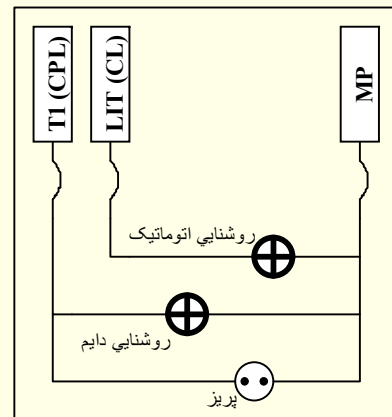 T1 (CPL)
LIT (CL)
MP
روشنايي اتوماتيک
روشنايي دايم
پريز